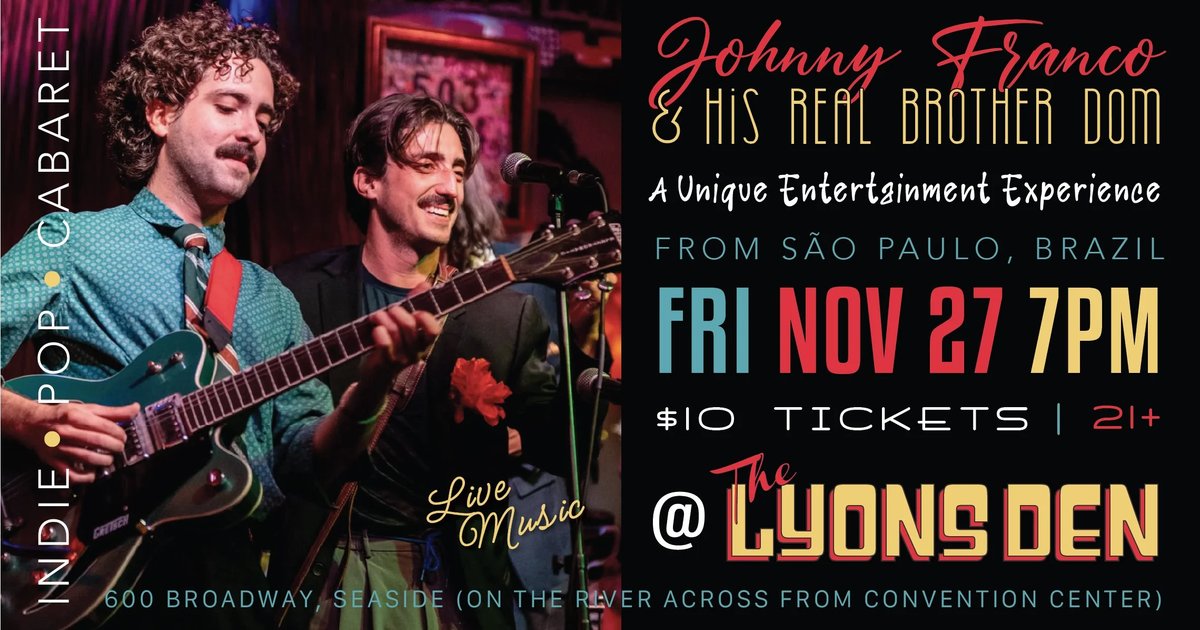 INDIE • POP • CABARET
Johnny Franco
& HiS REAL BROTHER DOM
A Unique Entertainment Experience
FROM SÃO PAULO, BRAZIL
FRI NOV 27 7PM
$10 TICKETS | 21+
@ The LYONS DEN
Live
Music
GRETSCH
503
600 BROADWAY, SEASIDE (ON THE RIVER ACROSS FROM CONVENTION CENTER)